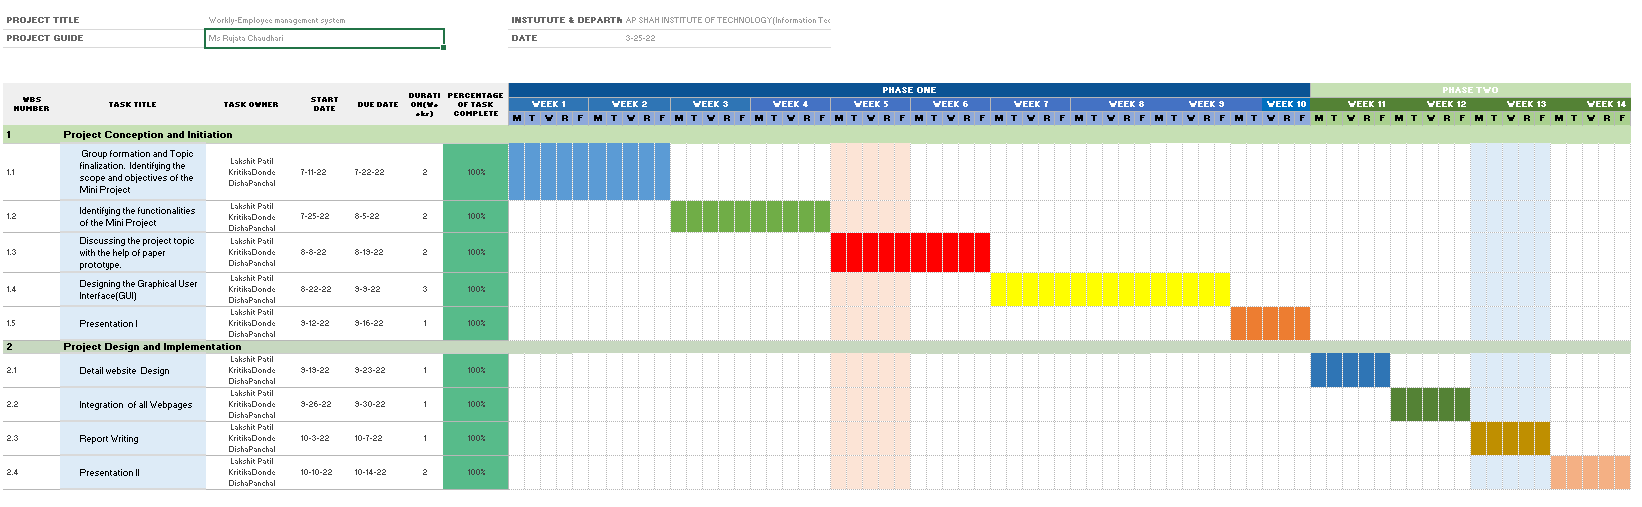 PROJECT TITLE Workly-Employee management system INSTUTUTE & DEPARTM AP SHAH INSTITUTE OF TECHNOLOGY(Information Tec
PROJECT GUIDE Ms Rujata Chaudhari DATE 3-25-22
PHASE ONE PHASE TWO
WBS NUMBER TASK TITLE TASK OWNER START DATE DUE DATE DURATION(Weeks) PERCENTAGE OF TASK COMPLETE WEEK 1 WEEK 2 WEEK 3 WEEK 4 WEEK 5 WEEK 6 WEEK 7 WEEK 8 WEEK 9 WEEK 10 WEEK 11 WEEK 12 WEEK 13 WEEK 14
M T W R F M T W R F M T W R F M T W R F M T W R F M T W R F M T W R F M T W R F M T W R F M T W R F M T W R F M T W R F M T W R F M T W R F
1 Project Conception and Initiation
1.1 Group formation and Topic finalization. Identifying the scope and objectives of the Mini Project Lakshit Patil KritikaDonde DishaPanchal 7-11-22 7-22-22 2 100%
1.2 Identifying the functionalities of the Mini Project Lakshit Patil KritikaDonde DishaPanchal 7-25-22 8-5-22 2 100%
1.3 Discussing the project topic with the help of paper prototype. Lakshit Patil KritikaDonde DishaPanchal 8-8-22 8-19-22 2 100%
1.4 Designing the Graphical User Interface(GUI) Lakshit Patil KritikaDonde DishaPanchal 8-22-22 9-9-22 3 100%
1.5 Presentation I Lakshit Patil KritikaDonde DishaPanchal 9-12-22 9-16-22 1 100%
2 Project Design and Implementation
2.1 Detail website Design Lakshit Patil KritikaDonde DishaPanchal 9-19-22 9-23-22 1 100%
2.2 Integration of all Webpages Lakshit Patil KritikaDonde DishaPanchal 9-26-22 9-30-22 1 100%
2.3 Report Writing Lakshit Patil KritikaDonde DishaPanchal 10-3-22 10-7-22 1 100%
2.4 Presentation II Lakshit Patil KritikaDonde DishaPanchal 10-10-22 10-14-22 2 100%